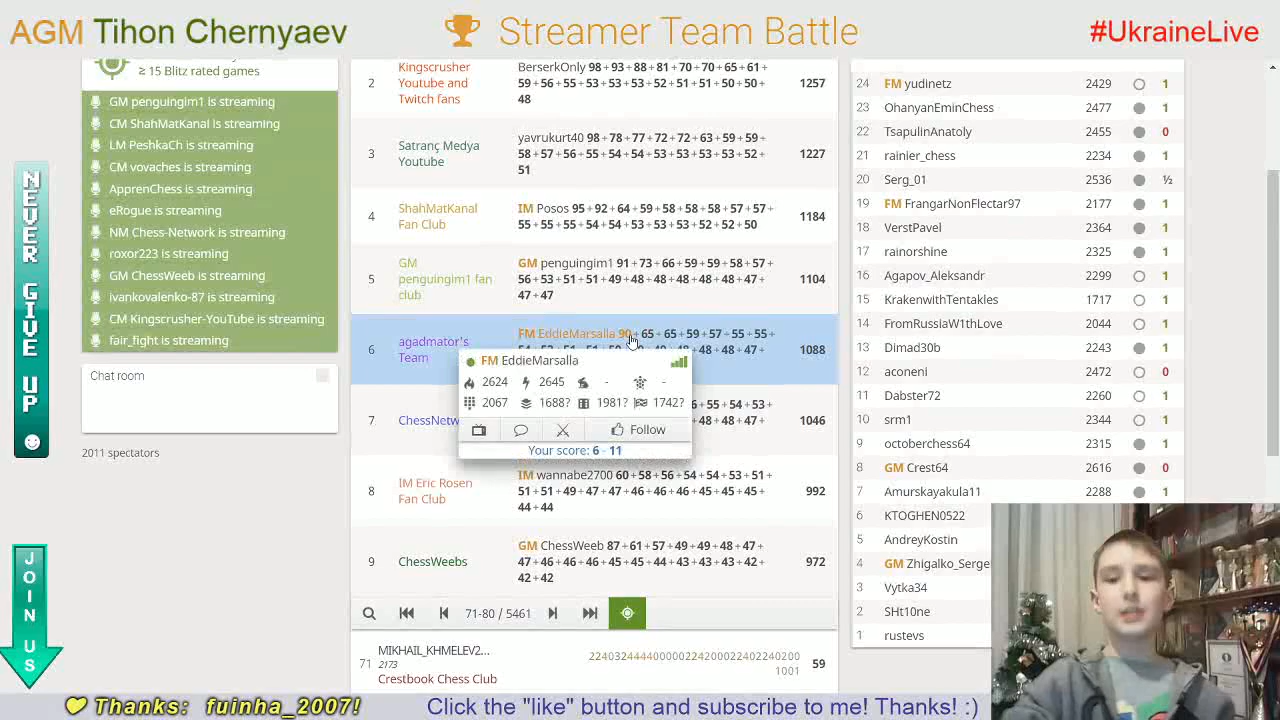 AGM Tihon Chernyaev
Streamer Team Battle
#UkraineLive
NEVER GIVE UP
JOIN US
≥ 15 Blitz rated games
GM penguingim1 is streaming
CM ShahMatKanal is streaming
LM PeshkaCh is streaming
CM vovaches is streaming
ApprenChess is streaming
eRogue is streaming
NM Chess-Network is streaming
roxor223 is streaming
GM ChessWeeb is streaming
ivankovalenko-87 is streaming
CM Kingscrusher-YouTube is streaming
fair_fight is streaming
Chat room
2011 spectators
2
Kingscrusher
Youtube and
Twitch fans
BerserkOnly 98 + 93 + 88 + 81 + 70 + 70 + 65 + 61 +
59 + 56 + 55 + 53 + 53 + 53 + 52 + 51 + 51 + 50 +
48
1257
3
Satranç Medya
Youtube
yavrukurt40 98 + 78 + 77 + 72 + 72 + 63 + 59 + 59 +
58 + 57 + 56 + 55 + 54 + 54 + 53 + 53 + 53 + 52 +
51
1227
4
ShahMatKanal
Fan Club
IM Posos 95 + 92 + 64 + 59 + 58 + 58 + 58 + 57 + 57 +
55 + 55 + 55 + 54 + 54 + 53 + 53 + 53 + 52 + 52 + 50
1184
5
GM
penguingim1 fan
club
GM penguingim1 91 + 73 + 66 + 59 + 59 + 58 + 57 +
56 + 53 + 51 + 51 + 49 + 48 + 48 + 48 + 48 + 48 + 47 +
47 + 47
1104
6
agadmator's
Team
FM EddieMarsalla 90 + 65 + 65 + 59 + 57 + 55 + 55 +
48 + 48 + 47 +
1088
FM EddieMarsalla
2624 2645 - -
2067 1688? 1981? 1742?
Follow
Your score: 6 - 11
7
ChessNetw
55 + 54 + 53 +
48 + 48 + 47 +
1046
8
IM Eric Rosen
Fan Club
IM wannabe2700 60 + 58 + 56 + 54 + 54 + 53 + 51 +
51 + 51 + 49 + 47 + 47 + 46 + 46 + 46 + 45 + 45 + 45 +
44 + 44
992
9
ChessWeebs
GM ChessWeeb 87 + 61 + 57 + 49 + 49 + 48 + 47 +
47 + 46 + 46 + 46 + 45 + 45 + 44 + 43 + 43 + 43 + 42 +
42 + 42
972
71-80 / 5461
71
MIKHAIL_KHMELEV2...
2173
Crestbook Chess Club
22403244440000022420002240220​0
1001
59
24 FM yudinetz 2429 1
23 OhanyanEminChess 2477 1
22 TsapulinAnatoly 2455 0
21 rainier_chess 2234 1
20 Serg_01 2536 ½
19 FM FrangarNonFlectar97 2177 1
18 VerstPavel 2364 1
17 rainorshine 2325 1
16 Agapov_Aleksandr 2299 1
15 KrakenwithTentakles 1717 1
14 FromRussiaW1thLove 2044 1
13 Dimad30b 2243 1
12 aconeni 2472 0
11 Dabster72 2260 1
10 srm1 2344 1
9 octoberchess64 2315 1
8 GM Crest64 2616 0
7 Amurskayakula11 2288 1
6 KTOGHEN0522
5 AndreyKostin
4 GM Zhigalko_Serge
3 Vytka34
2 SHt10ne
1 rustevs
Thanks: fuinha_2007!
Click the "like" button and subscribe to me! Thanks! :)